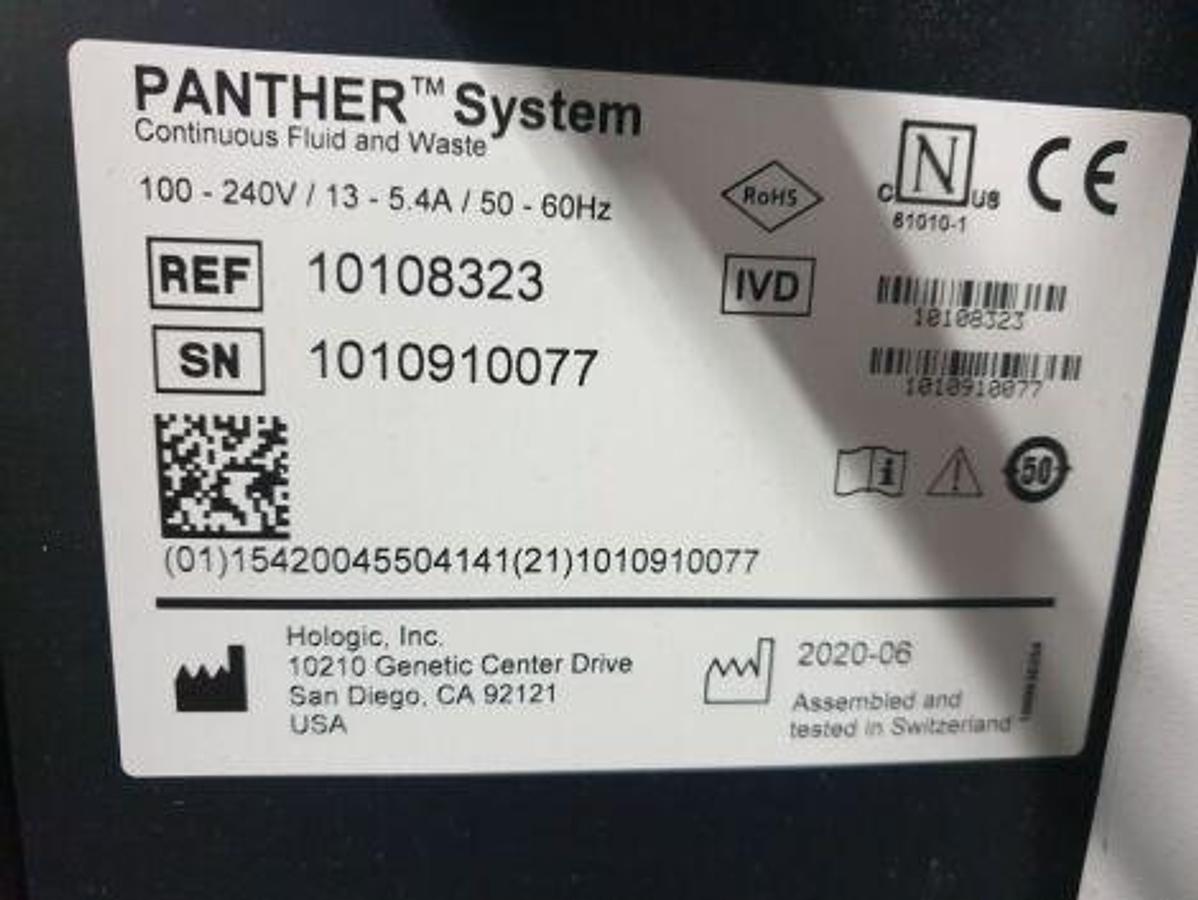 PANTHER™ System
Continuous Fluid and Waste
100 - 240V / 13 - 5.4A / 50 - 60Hz
RoHS
C N US
61010-1
CE
REF 10108323
IVD
10108323
SN 1010910077
1010910077
50
(01)15420045504141(21)1010910077
Hologic, Inc.
10210 Genetic Center Drive
San Diego, CA 92121
USA
2020-06
Assembled and
tested in Switzerland